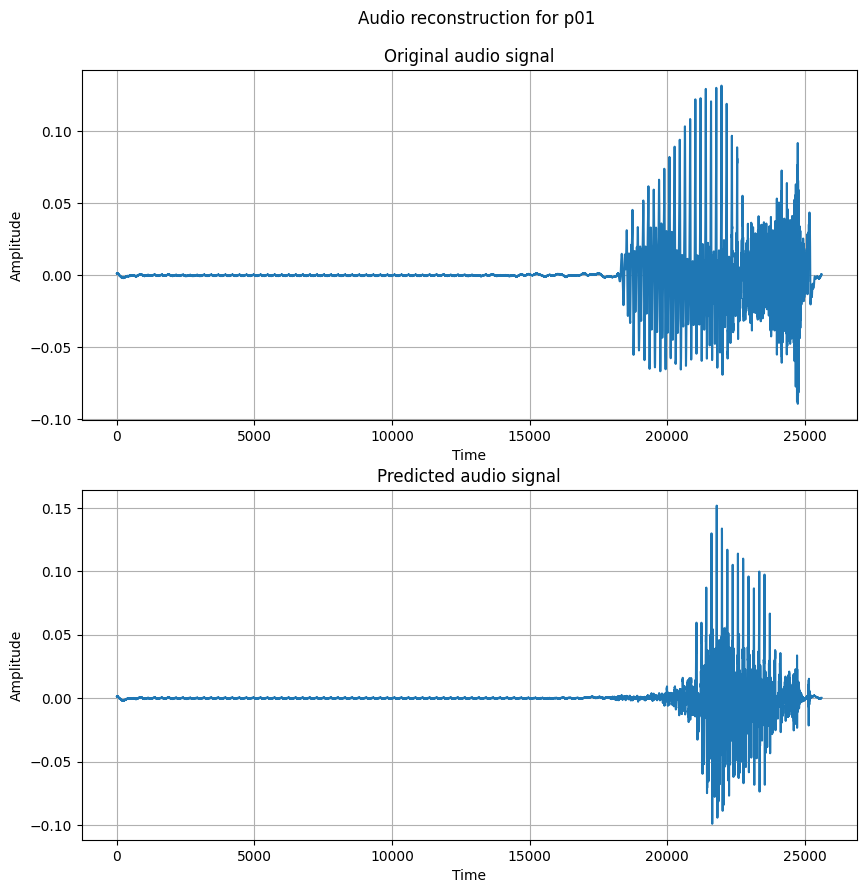 Audio reconstruction for p01
Original audio signal
0.10
0.05
0.00
−0.05
−0.10
Amplitude
0 5000 10000 15000 20000 25000
Time
Predicted audio signal
0.15
0.10
0.05
0.00
−0.05
−0.10
Amplitude
0 5000 10000 15000 20000 25000
Time